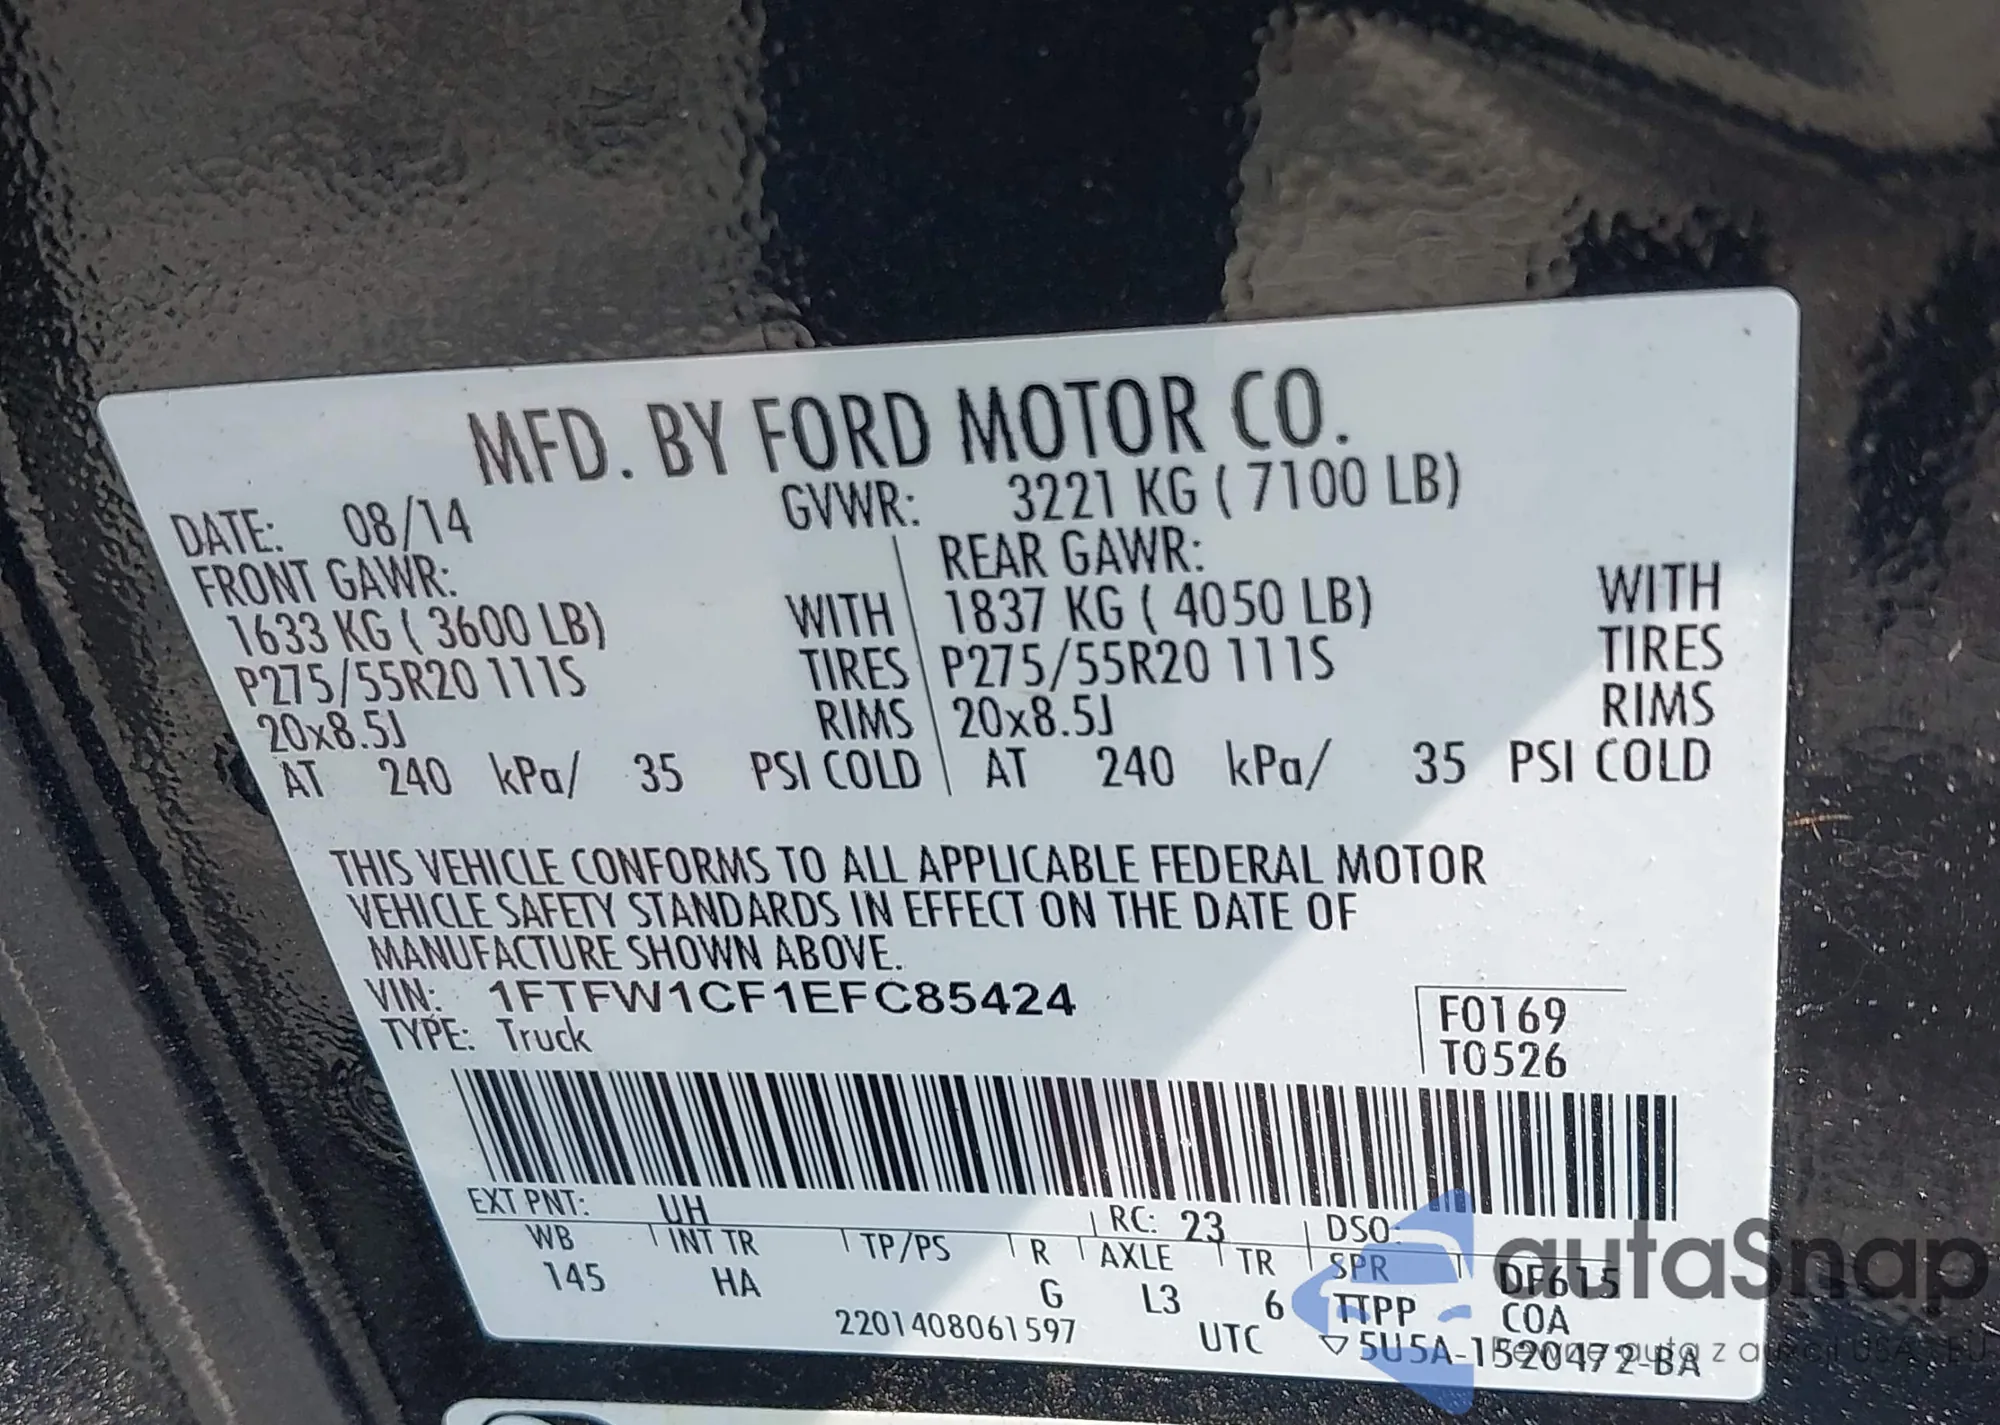 MFD. BY FORD MOTOR CO.
DATE: 08/14 GVWR: 3221 KG ( 7100 LB)
FRONT GAWR: REAR GAWR:
1633 KG ( 3600 LB) WITH 1837 KG ( 4050 LB) WITH
P275/55R20 111S TIRES P275/55R20 111S TIRES
20x8.5J RIMS 20x8.5J RIMS
AT 240 kPa/ 35 PSI COLD AT 240 kPa/ 35 PSI COLD
THIS VEHICLE CONFORMS TO ALL APPLICABLE FEDERAL MOTOR
VEHICLE SAFETY STANDARDS IN EFFECT ON THE DATE OF
MANUFACTURE SHOWN ABOVE.
VIN: 1FTFW1CF1EFC85424
TYPE: Truck
F0169
T0526
EXT PNT: UH RC: 23 DSO:
WB INT TR TP/PS R AXLE TR SPR DF615
145 HA G L3 6 TTPP COA
2201408061597 UTC ▽5U5A-1520472-BA
autaSnap
auta z aukcji USA EU